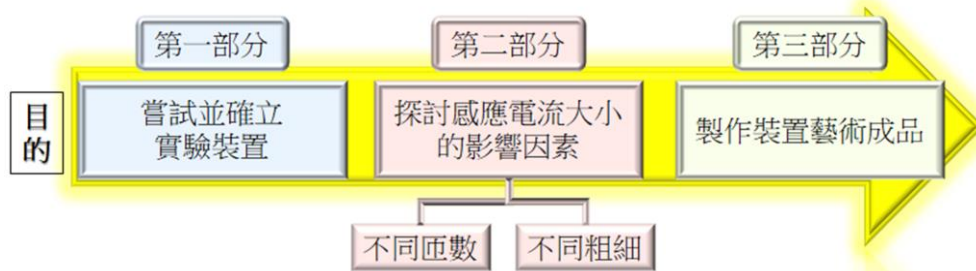 第一部分
第二部分
第三部分
目的
嘗試並確立
實驗裝置
探討感應電流大小
的影響因素
製作裝置藝術成品
不同匝數
不同粗細